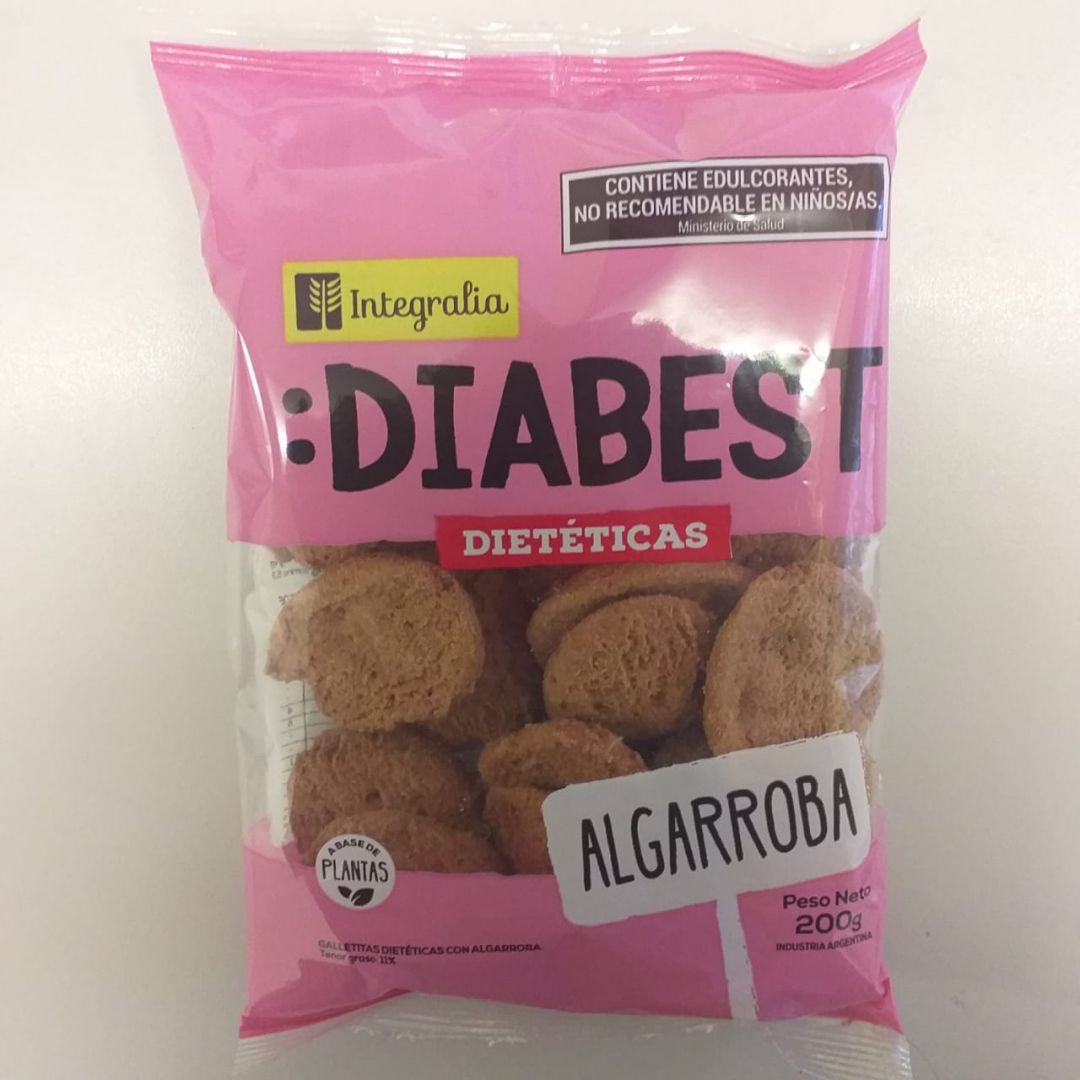 CONTIENE EDULCORANTES,
NO RECOMENDABLE EN NIÑOS/AS.
Ministerio de Salud
Integralia
:DIABEST
DIETÉTICAS
ALGARROBA
A BASE DE
PLANTAS
Peso Neto
200g
INDUSTRIA ARGENTINA
GALLETITAS DIETÉTICAS CON ALGARROBA.
Tenor graso 11%